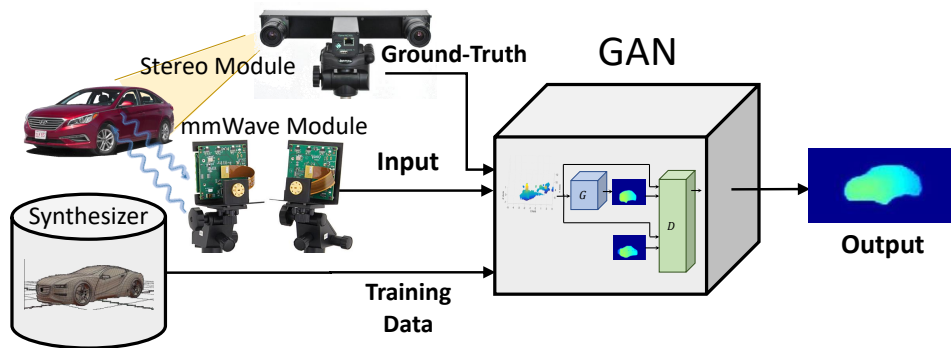 GAN
Stereo Module
Ground-Truth
mmWave Module
Input
Synthesizer
G
D
Output
Training
Data